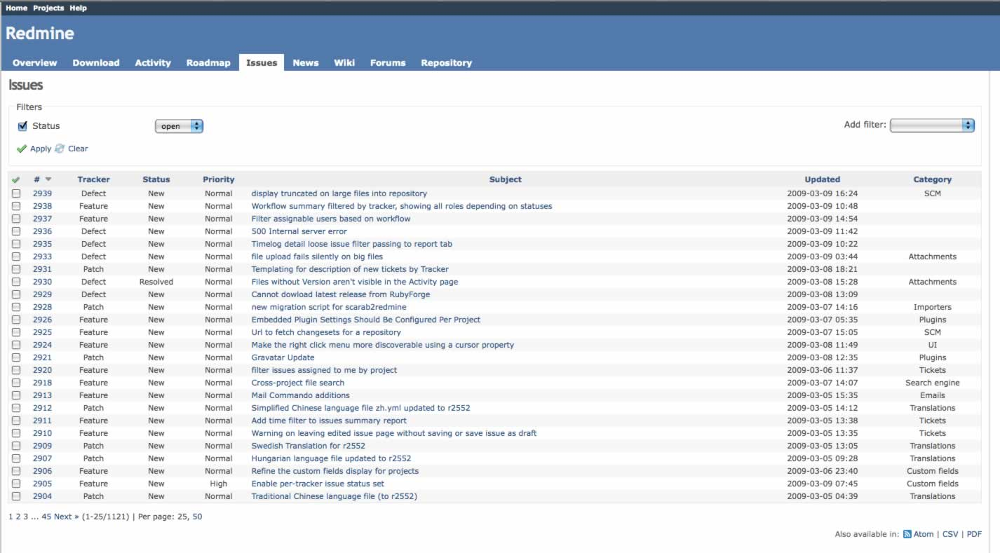 Home Projects Help
Redmine
Overview Download Activity Roadmap Issues News Wiki Forums Repository
Issues
Filters
Status open Add filter:
Apply Clear
# Tracker Status Priority Subject Updated Category
2939 Defect New Normal display truncated on large files into repository 2009-03-09 16:24 SCM
2938 Feature New Normal Workflow summary filtered by tracker, showing all roles depending on statuses 2009-03-09 10:48
2937 Feature New Normal Filter assignable users based on workflow 2009-03-09 14:54
2936 Defect New Normal 500 Internal server error 2009-03-09 11:42
2935 Defect New Normal Timelog detail loose issue filter passing to report tab 2009-03-09 10:22
2933 Defect New Normal file upload fails silently on big files 2009-03-09 03:44 Attachments
2931 Patch New Normal Templating for description of new tickets by Tracker 2009-03-08 18:21
2930 Defect Resolved Normal Files without Version aren't visible in the Activity page 2009-03-08 15:28 Attachments
2929 Defect New Normal Cannot dowload latest release from RubyForge 2009-03-08 13:09
2928 Patch New Normal new migration script for scarab2redmine 2009-03-07 14:16 Importers
2926 Feature New Normal Embedded Plugin Settings Should Be Configured Per Project 2009-03-07 05:35 Plugins
2925 Feature New Normal Url to fetch changesets for a repository 2009-03-07 15:05 SCM
2924 Feature New Normal Make the right click menu more discoverable using a cursor property 2009-03-08 11:49 UI
2921 Patch New Normal Gravatar Update 2009-03-08 12:35 Plugins
2920 Feature New Normal filter issues assigned to me by project 2009-03-06 11:37 Tickets
2918 Feature New Normal Cross-project file search 2009-03-07 14:07 Search engine
2913 Feature New Normal Mail Commando additions 2009-03-05 15:35 Emails
2912 Patch New Normal Simplified Chinese language file zh.yml updated to r2552 2009-03-05 14:12 Translations
2911 Feature New Normal Add time filter to issues summary report 2009-03-05 13:38 Tickets
2910 Feature New Normal Warning on leaving edited issue page without saving or save issue as draft 2009-03-05 13:35 Tickets
2909 Patch New Normal Swedish Translation for r2552 2009-03-05 13:05 Translations
2907 Patch New Normal Hungarian language file updated to r2552 2009-03-05 09:28 Translations
2906 Feature New Normal Refine the custom fields display for projects 2009-03-06 23:40 Custom fields
2905 Feature New High Enable per-tracker issue status set 2009-03-09 07:45 Custom fields
2904 Patch New Normal Traditional Chinese language file (to r2552) 2009-03-05 04:39 Translations
1 2 3 ... 45 Next » (1-25/1121) | Per page: 25, 50
Also available in: Atom | CSV | PDF